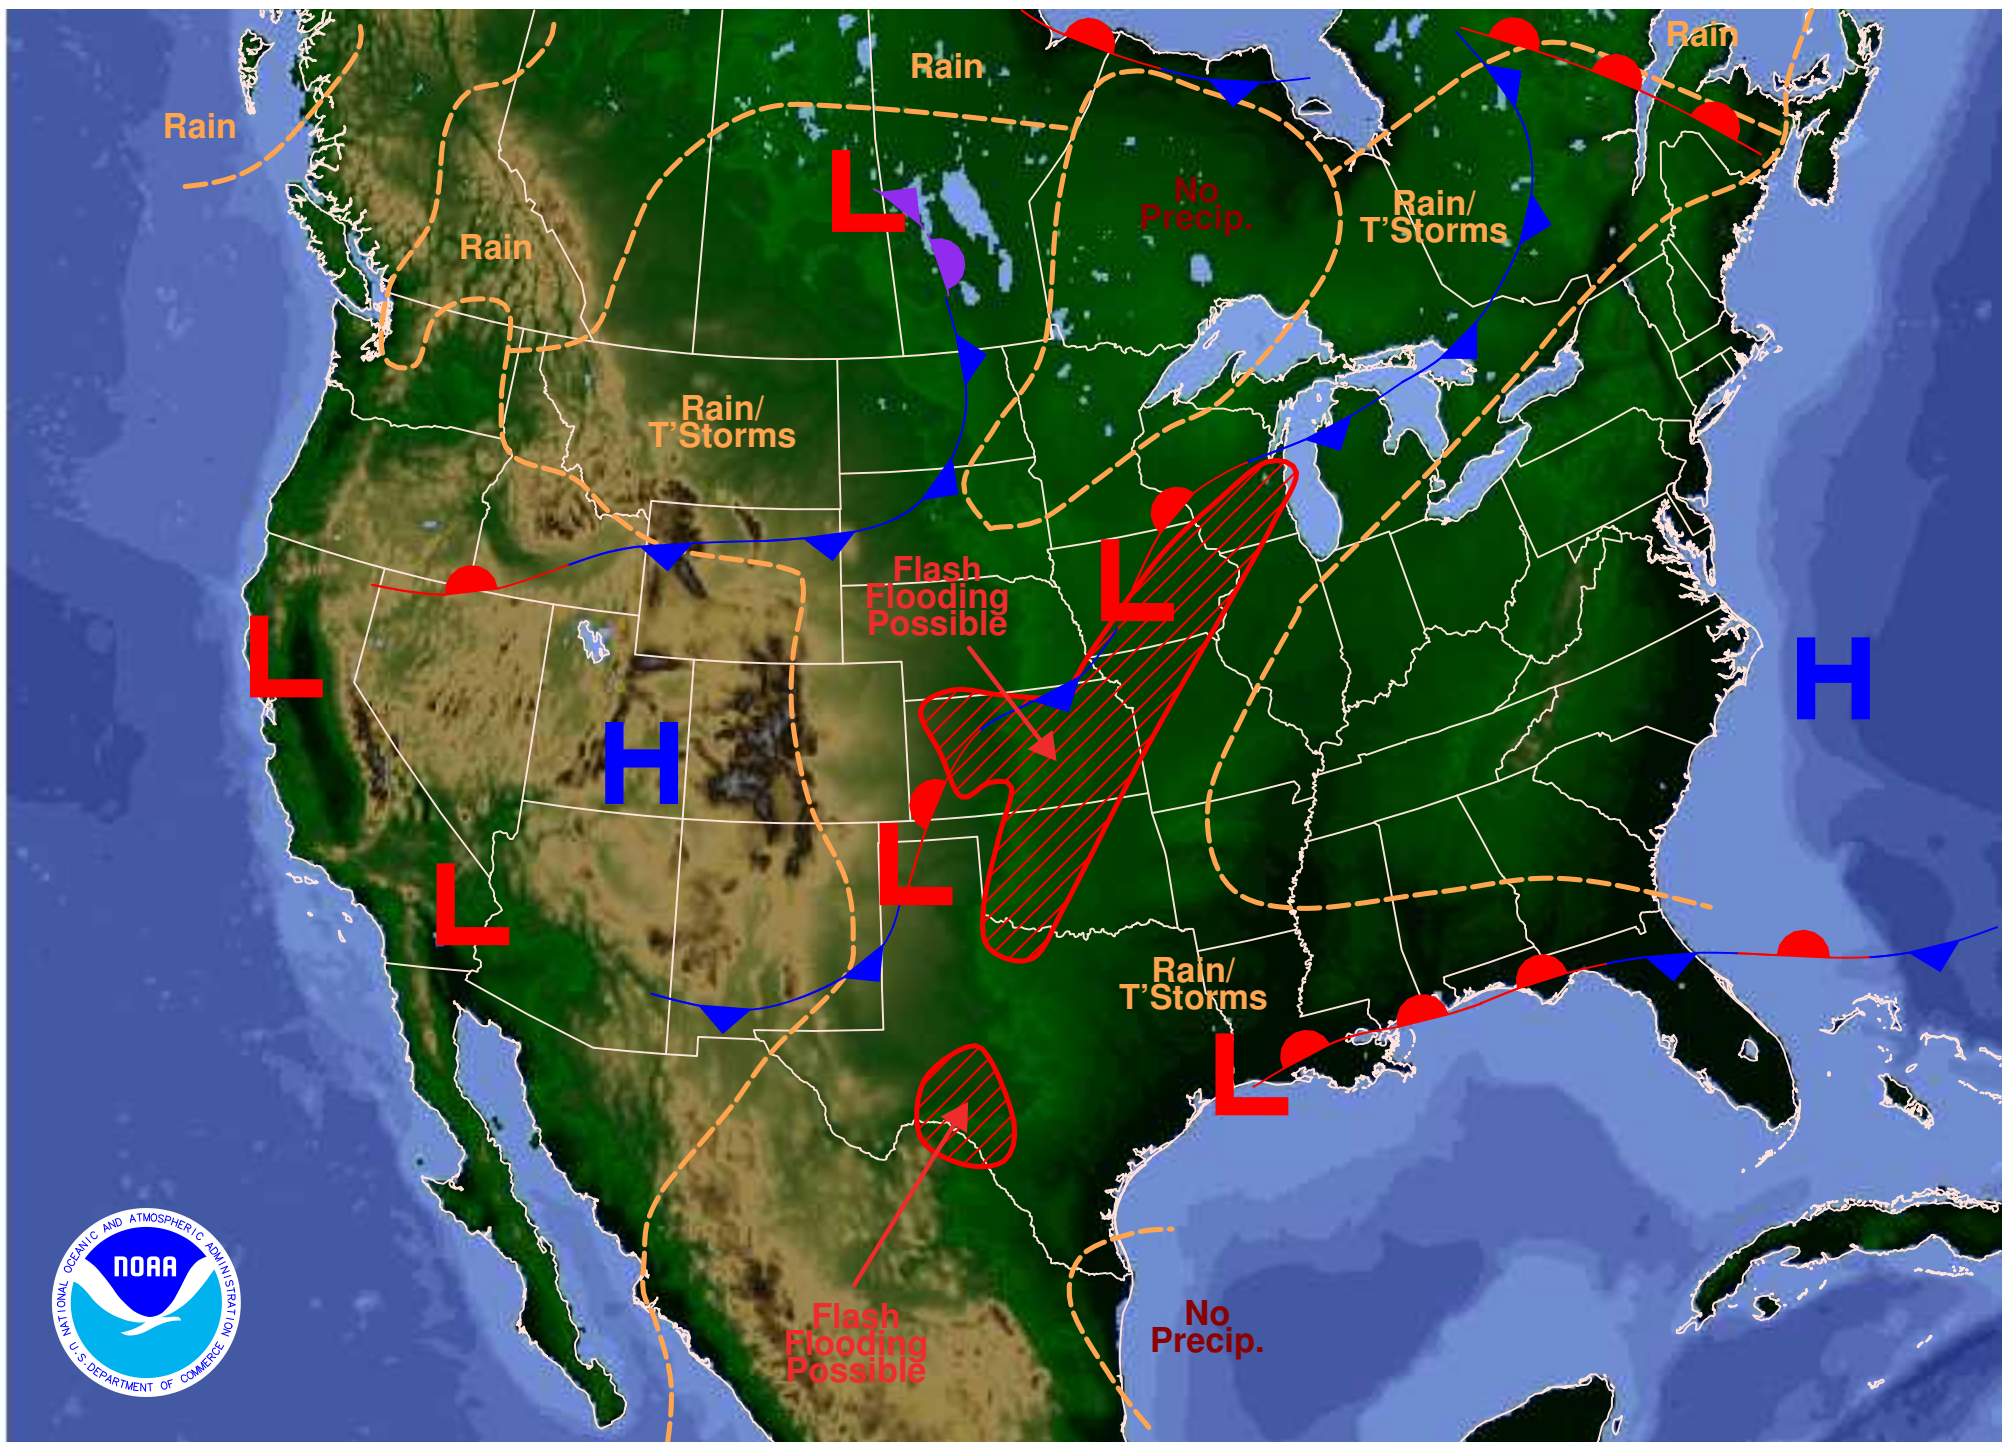 Rain
Rain
Rain
No
Precip.
Rain/
T'Storms
Rain
Rain/
T'Storms
Flash
Flooding
Possible
L
L
L
H
H
L
L
Rain/
T'Storms
L
NATIONAL OCEANIC AND ATMOSPHERIC ADMINISTRATION
NOAA
U.S. DEPARTMENT OF COMMERCE
Flash
Flooding
Possible
No
Precip.